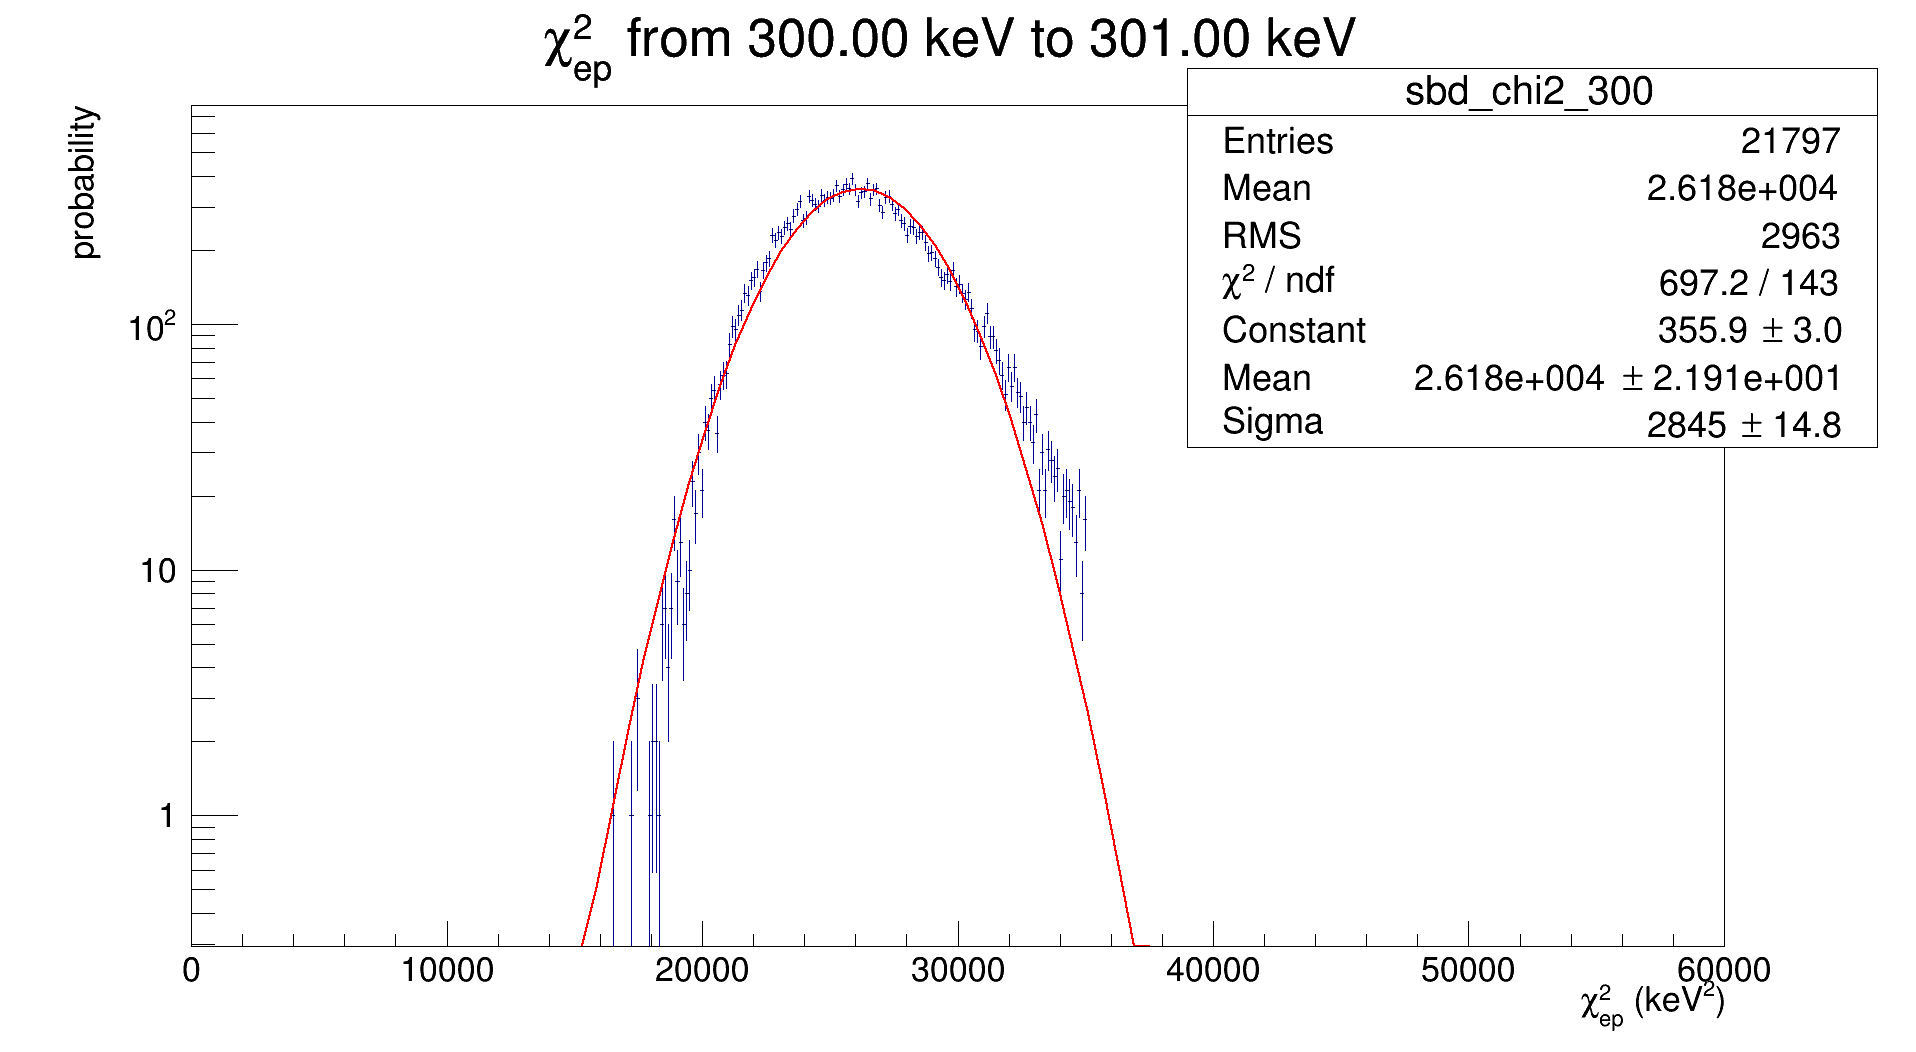 χ²ep from 300.00 keV to 301.00 keV
sbd_chi2_300
Entries 21797
Mean 2.618e+004
RMS 2963
χ² / ndf 697.2 / 143
Constant 355.9 ± 3.0
Mean 2.618e+004 ± 2.191e+001
Sigma 2845 ± 14.8
probability
10²
10
1
0 10000 20000 30000 40000 50000 60000
χ²ep (keV²)